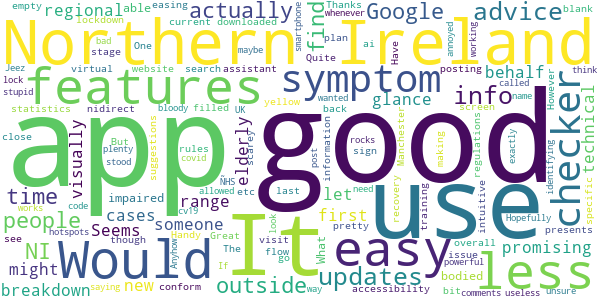 empty regional able easing Thanks smartphone Have working annoyed
lockdown current downloaded whenever
bad stage One plan maybe ai
actually Google advice blank
Northern Ireland
Jeez virtual website search assistant find Quite posting behalf
features symptom info
lock stupid statistics nidirect bloody filled UK yellow glance think
app good checker
close But plenty stood rules covid suggestions scarey elderly
visually impaired NHS allowed etc last post information rocks sign wanted back Manchester making screen called However regulations name exactly identifying technical specific
time works code cv19 range let need recovery training intuitive
use
people cases someone first What pretty Hopefully presents
It easy
see hotspots though Seems Handy Great look visit flow go way accessibility issue overall powerful promising
NI might Would Anyhow outside The If updates bodied less
breakdown new conform saying bit comments useless unsure